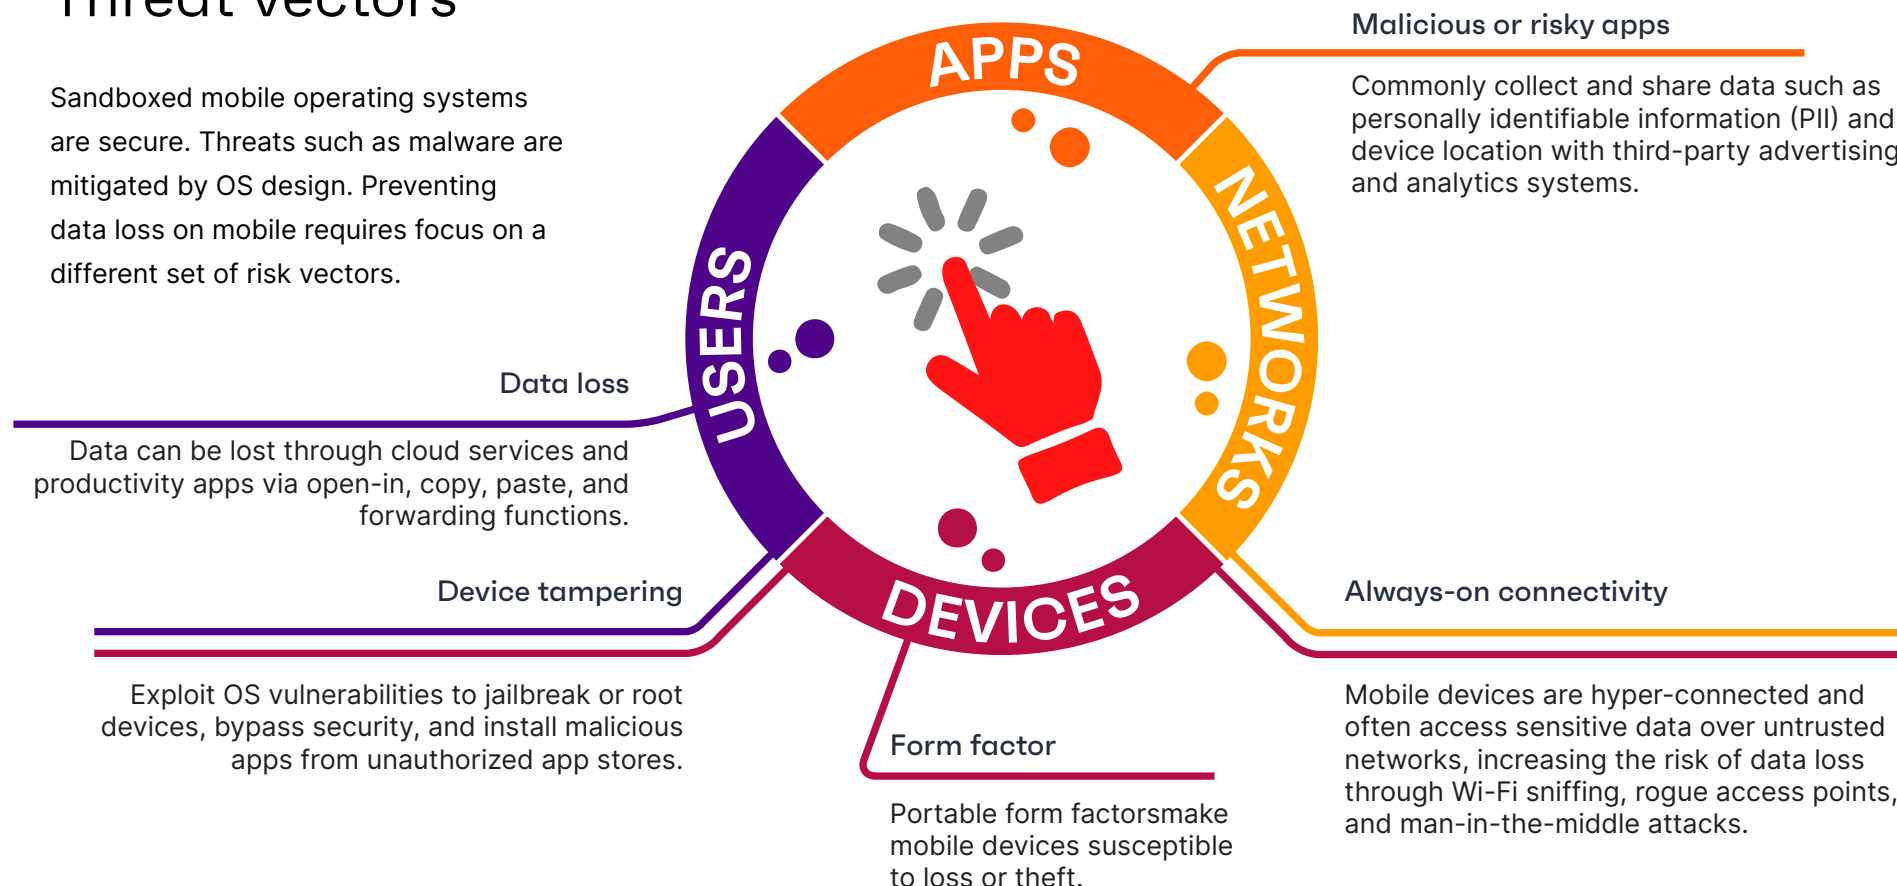 Threat vectors
Sandboxed mobile operating systems
are secure. Threats such as malware are
mitigated by OS design. Preventing
data loss on mobile requires focus on a
different set of risk vectors.
APPS
NETWORKS
DEVICES
USERS
Malicious or risky apps
Commonly collect and share data such as
personally identifiable information (PII) and
device location with third-party advertising
and analytics systems.
Data loss
Data can be lost through cloud services and
productivity apps via open-in, copy, paste, and
forwarding functions.
Device tampering
Exploit OS vulnerabilities to jailbreak or root
devices, bypass security, and install malicious
apps from unauthorized app stores.
Form factor
Portable form factorsmake
mobile devices susceptible
to loss or theft.
Always-on connectivity
Mobile devices are hyper-connected and
often access sensitive data over untrusted
networks, increasing the risk of data loss
through Wi-Fi sniffing, rogue access points,
and man-in-the-middle attacks.